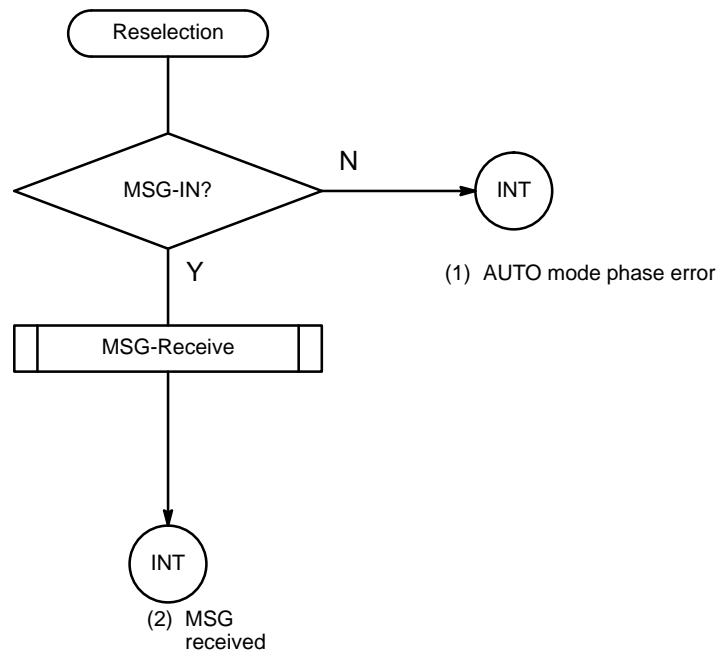 Reselection
MSG-IN?
N
INT
(1) AUTO mode phase error
Y
MSG-Receive
INT
(2) MSG
received